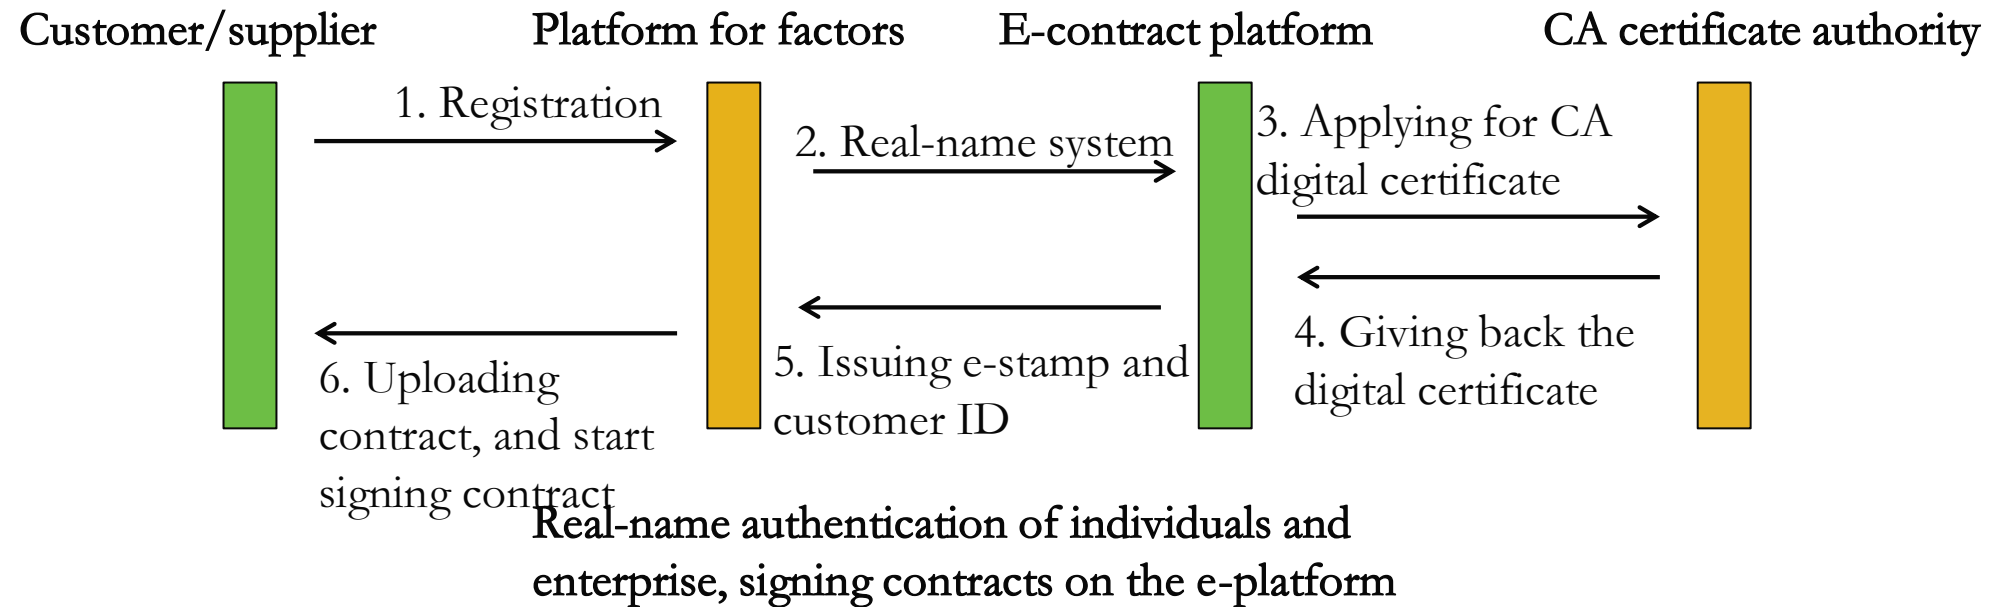 Customer/supplier
Platform for factors
E-contract platform
CA certificate authority
1. Registration
2. Real-name system
3. Applying for CA
digital certificate
4. Giving back the
digital certificate
5. Issuing e-stamp and
customer ID
6. Uploading
contract, and start
signing contract
Real-name authentication of individuals and
enterprise, signing contracts on the e-platform